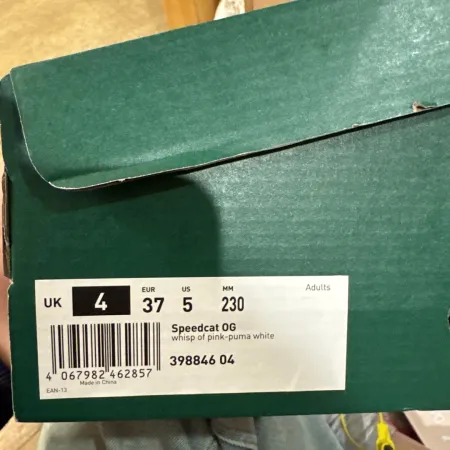 EUR US MM Adults
UK 4 37 5 230
Speedcat OG
whisp of pink-puma white
398846 04
4 067982 462857
Made in China
EAN-13